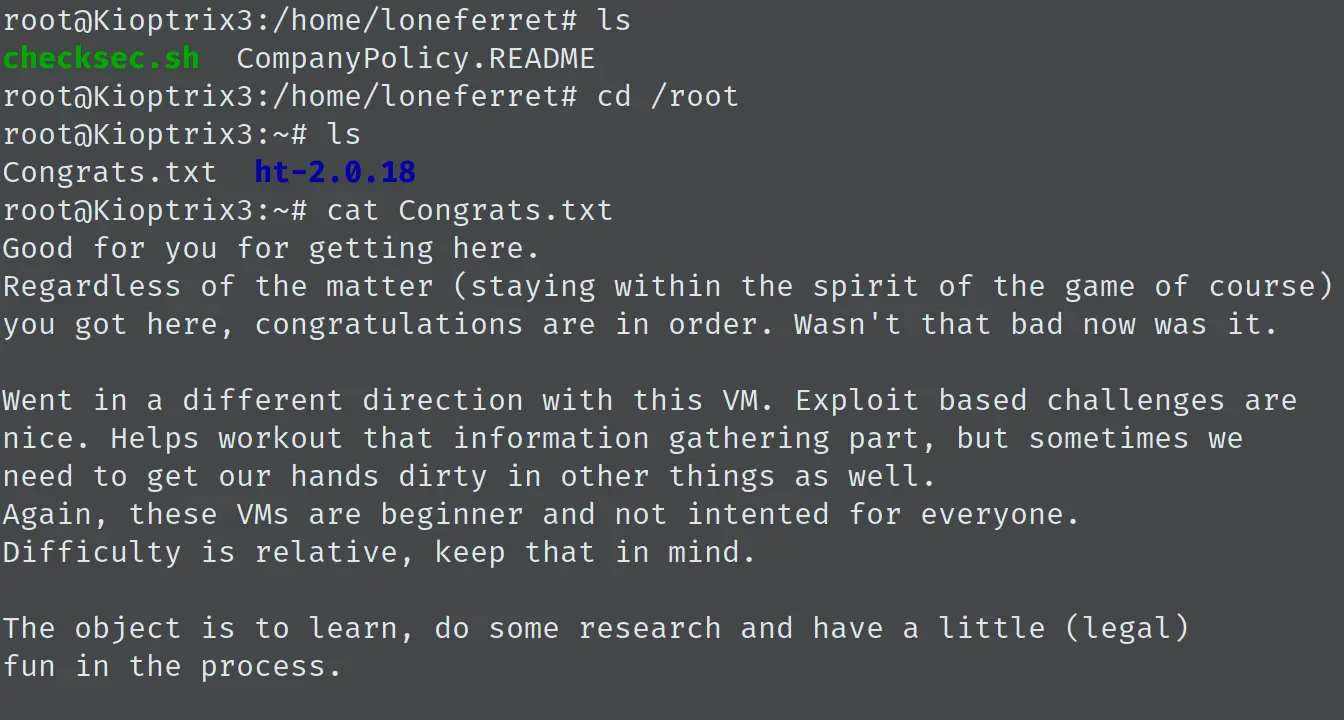 root@Kioptrix3:/home/loneferret# ls
checksec.sh  CompanyPolicy.README
root@Kioptrix3:/home/loneferret# cd /root
root@Kioptrix3:~# ls
Congrats.txt  ht-2.0.18
root@Kioptrix3:~# cat Congrats.txt
Good for you for getting here.
Regardless of the matter (staying within the spirit of the game of course)
you got here, congratulations are in order. Wasn't that bad now was it.

Went in a different direction with this VM. Exploit based challenges are
nice. Helps workout that information gathering part, but sometimes we
need to get our hands dirty in other things as well.
Again, these VMs are beginner and not intented for everyone.
Difficulty is relative, keep that in mind.

The object is to learn, do some research and have a little (legal)
fun in the process.